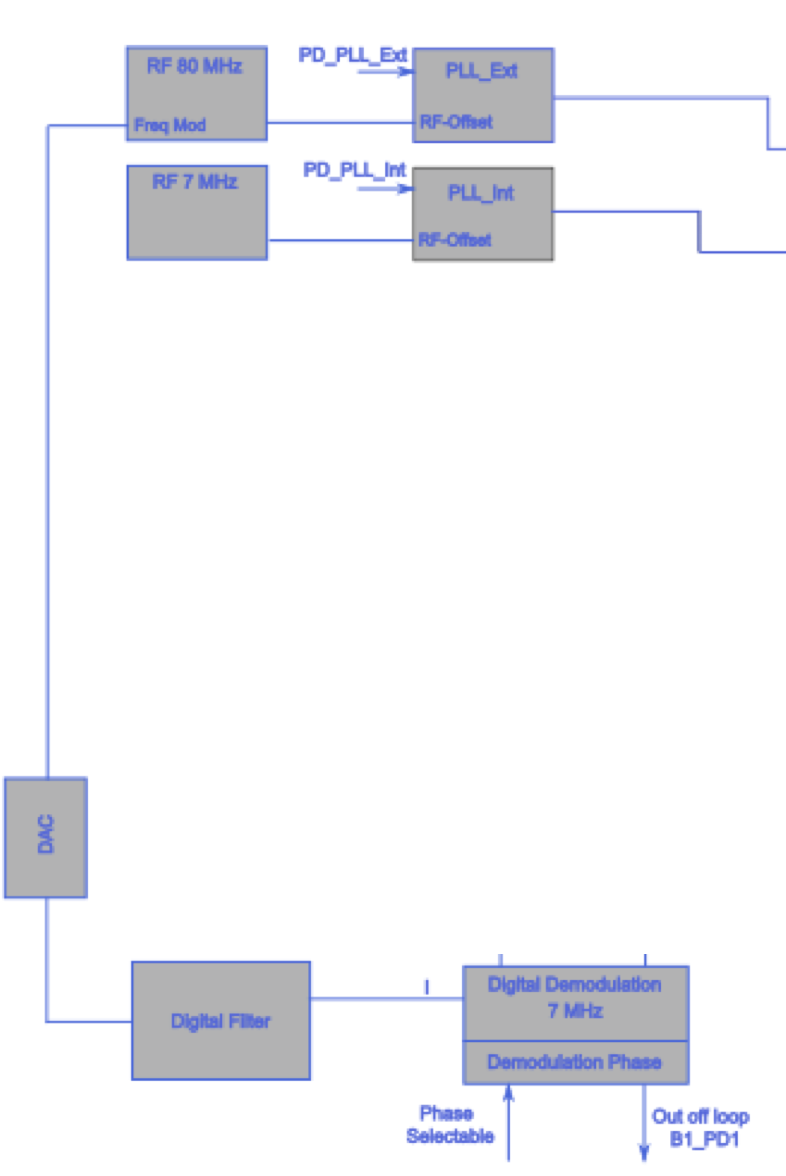 RF 80 MHz
Freq Mod
PD_PLL_Ext
PLL_Ext
RF-Offset
RF 7 MHz
PD_PLL_Int
PLL_Int
RF-Offset
DAC
Digital Filter
I
Digital Demodulation
7 MHz
Demodulation Phase
Phase
Selectable
Out off loop
B1_PD1